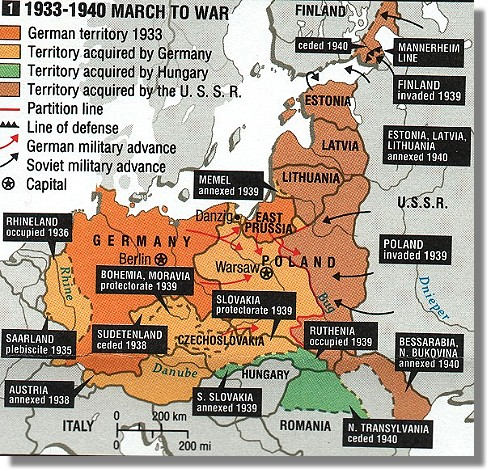 1 1933-1940 MARCH TO WAR
German territory 1933
Territory acquired by Germany
Territory acquired by Hungary
Territory acquired by the U. S. S. R.
Partition line
Line of defense
German military advance
Soviet military advance
Capital
FINLAND
ceded 1940
MANNERHEIM
LINE
FINLAND
invaded 1939
ESTONIA
LATVIA
LITHUANIA
ESTONIA, LATVIA,
LITHUANIA
annexed 1940
MEMEL
annexed 1939
U.S.S.R.
RHINELAND
occupied 1936
Danzig
EAST
PRUSSIA
GERMANY
Berlin
POLAND
Warsaw
POLAND
invaded 1939
Rhine
BOHEMIA, MORAVIA
protectorate 1939
Bug
Dnieper
SLOVAKIA
protectorate 1939
SAARLAND
plebiscile 1935
SUDETENLAND
ceded 1938
CZECHOSLOVAKIA
RUTHENIA
occupied 1939
BESSARABIA,
N. BUKOVINA
annexed 1940
Danube
HUNGARY
AUSTRIA
annexed 1938
S. SLOVAKIA
annexed 1939
ITALY
0 200 km
0 200 mi
ROMANIA
N. TRANSYLVANIA
ceded 1940